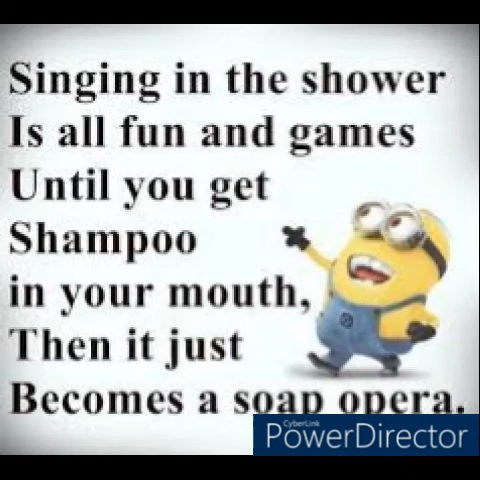 Singing in the shower
Is all fun and games
Until you get
Shampoo
in your mouth,
Then it just
Becomes a soap opera.
CyberLink
PowerDirector